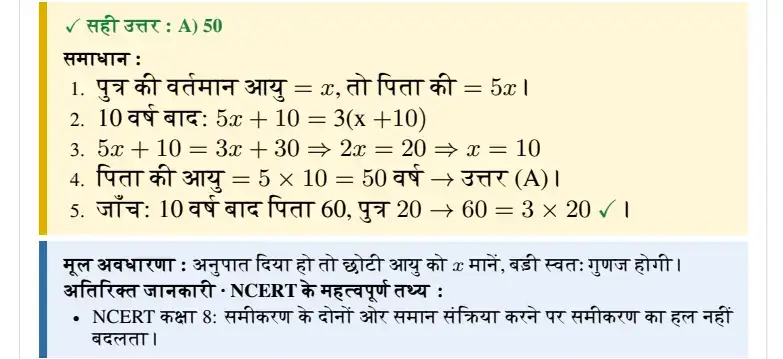 ✓ सही उत्तर : A) 50
समाधान :
1. पुत्र की वर्तमान आयु = x, तो पिता की = 5x।
2. 10 वर्ष बाद: 5x + 10 = 3(x +10)
3. 5x + 10 = 3x + 30 ⇒ 2x = 20 ⇒ x = 10
4. पिता की आयु = 5 × 10 = 50 वर्ष → उत्तर (A)।
5. जाँच: 10 वर्ष बाद पिता 60, पुत्र 20 → 60 = 3 × 20 ✓ ।
मूल अवधारणा : अनुपात दिया हो तो छोटी आयु को x मानें, बड़ी स्वतः गुणज होगी।
अतिरिक्त जानकारी · NCERT के महत्वपूर्ण तथ्य :
• NCERT कक्षा 8: समीकरण के दोनों ओर समान संक्रिया करने पर समीकरण का हल नहीं
बदलता।